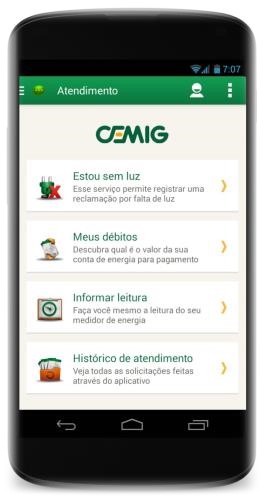 7:07
Atendimento
CEMIG
Estou sem luz
Esse serviço permite registrar uma
reclamação por falta de luz
Meus débitos
Descubra qual é o valor da sua
conta de energia para pagamento
Informar leitura
Faça você mesmo a leitura do seu
medidor de energia
Histórico de atendimento
Veja todas as solicitações feitas
através do aplicativo